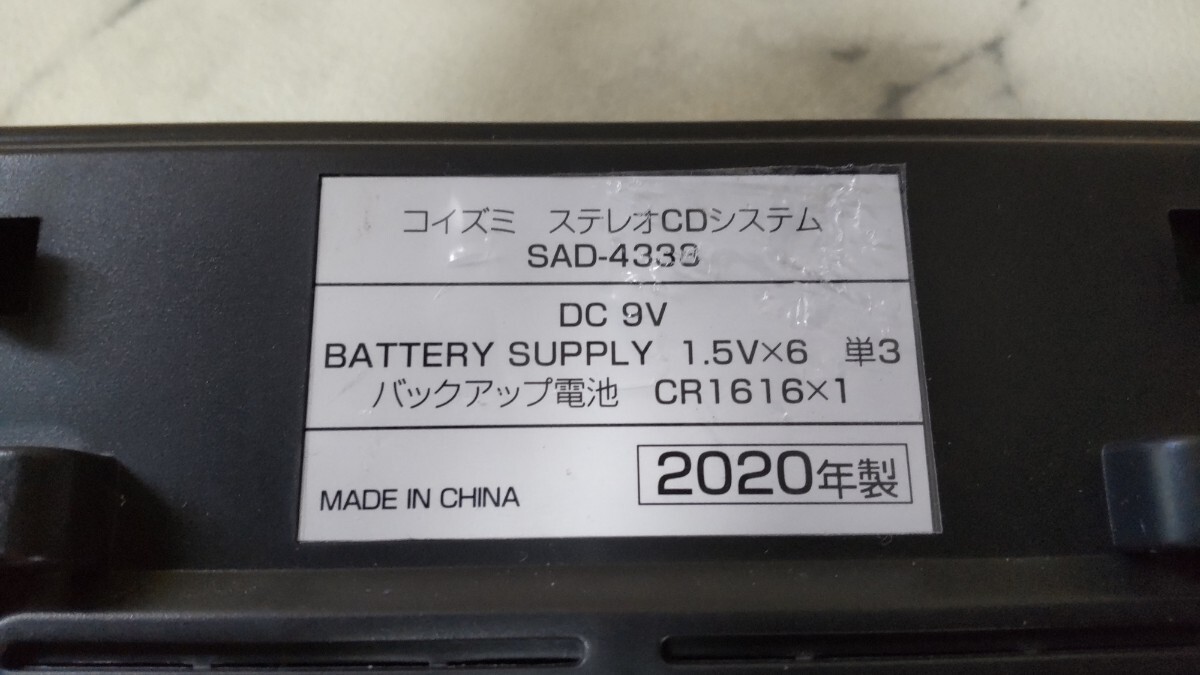 コイズミ ステレオCDシステム
SAD-4338
DC 9V
BATTERY SUPPLY 1.5V×6 単3
バックアップ電池 CR1616×1
MADE IN CHINA
2020年製